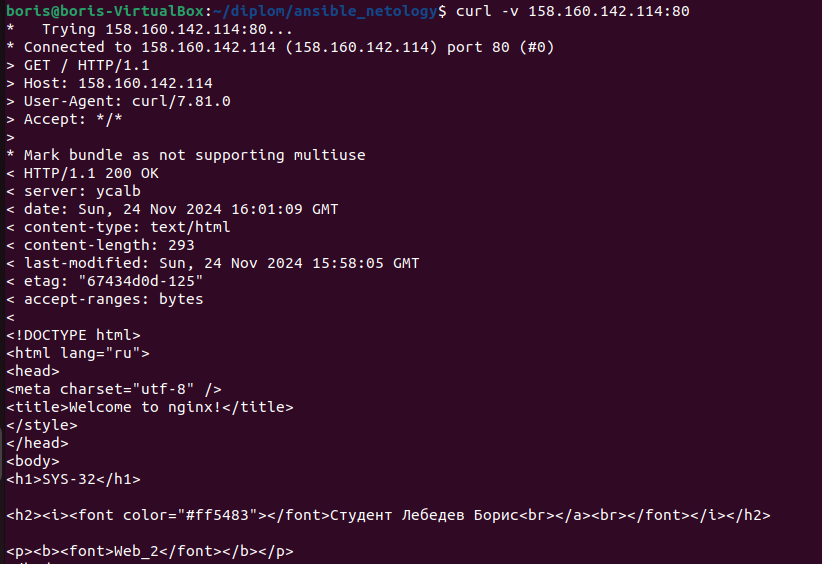 boris@boris-VirtualBox:~/diplom/ansible_netology$ curl -v 158.160.142.114:80
*   Trying 158.160.142.114:80...
* Connected to 158.160.142.114 (158.160.142.114) port 80 (#0)
> GET / HTTP/1.1
> Host: 158.160.142.114
> User-Agent: curl/7.81.0
> Accept: */*
>
* Mark bundle as not supporting multiuse
< HTTP/1.1 200 OK
< server: ycalb
< date: Sun, 24 Nov 2024 16:01:09 GMT
< content-type: text/html
< content-length: 293
< last-modified: Sun, 24 Nov 2024 15:58:05 GMT
< etag: "67434d0d-125"
< accept-ranges: bytes
<
<!DOCTYPE html>
<html lang="ru">
<head>
<meta charset="utf-8" />
<title>Welcome to nginx!</title>
</style>
</head>
<body>
<h1>SYS-32</h1>
<h2><i><font color="#ff5483"></font>Студент Лебедев Борис<br></a><br></font></i></h2>
<p><b><font>Web_2</font></b></p>